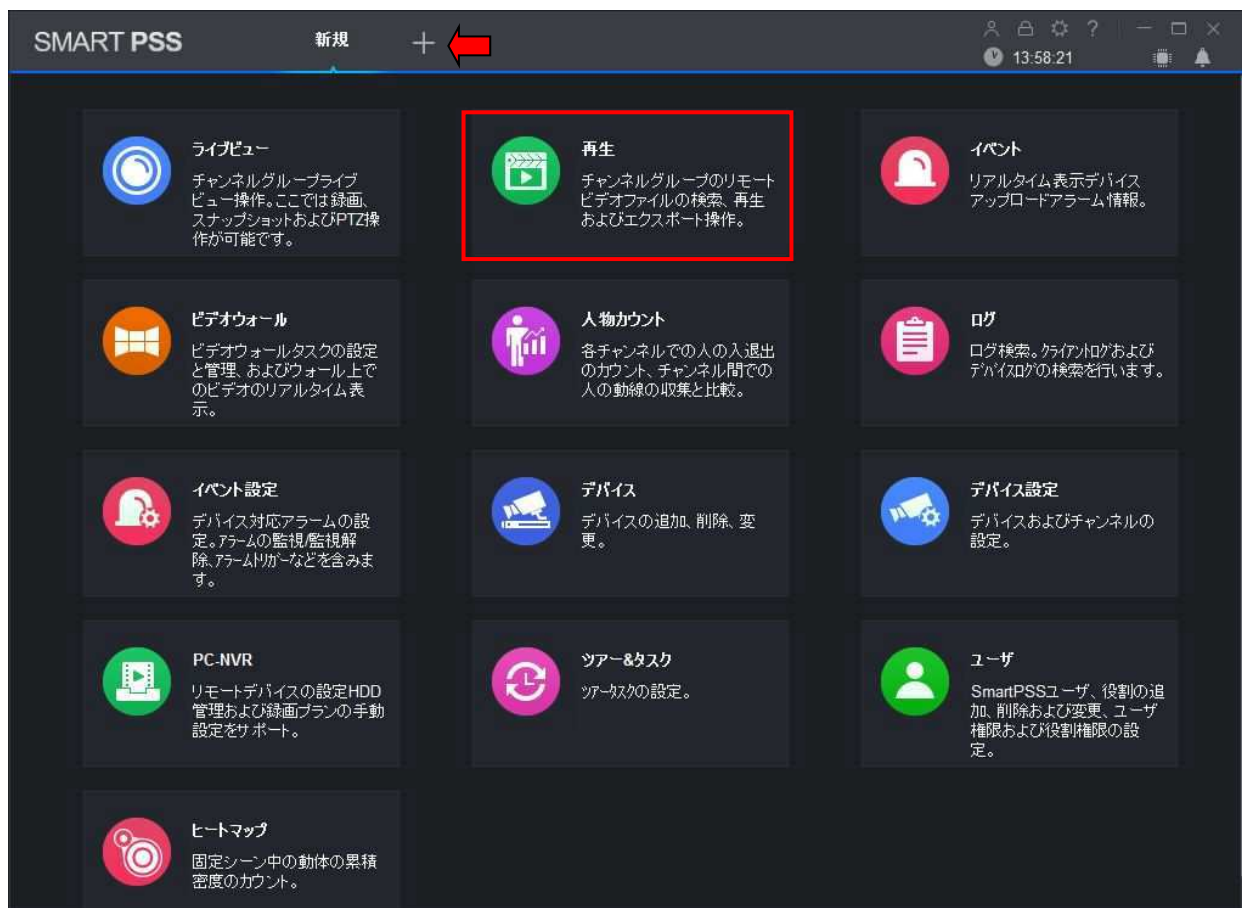 SMART PSS
新規
?
13:58:21
ライブビュー
チャンネルグループライブ
ビュー操作。ここでは録画、
スナップショットおよびPTZ操
作が可能です。
再生
チャンネルグループのリモート
ビデオファイルの検索、再生
およびエクスポート操作。
イベント
リアルタイム表示デバイス
アップロードアラーム情報。
ビデオウォール
ビデオウォールタスクの設定
と管理、およびウォール上で
のビデオのリアルタイム表
示。
人物カウント
各チャンネルでの人の入退出
のカウント、チャンネル間での
人の動線の収集と比較。
ログ
ログ検索。クライアントログおよび
デバイスログの検索を行います。
イベント設定
デバイス対応アラームの設
定。アラームの監視/監視解
除、アラームトリガーなどを含みま
す。
デバイス
デバイスの追加、削除、変
更。
デバイス設定
デバイスおよびチャンネルの
設定。
PC-NVR
リモートデバイスの設定HDD
管理および録画プランの手動
設定をサポート。
ツアー&タスク
ツアータスクの設定。
ユーザ
SmartPSSユーザ、役割の追
加、削除および変更、ユーザ
権限および役割権限の設
定。
ヒートマップ
固定シーン中の動体の累積
密度のカウント。